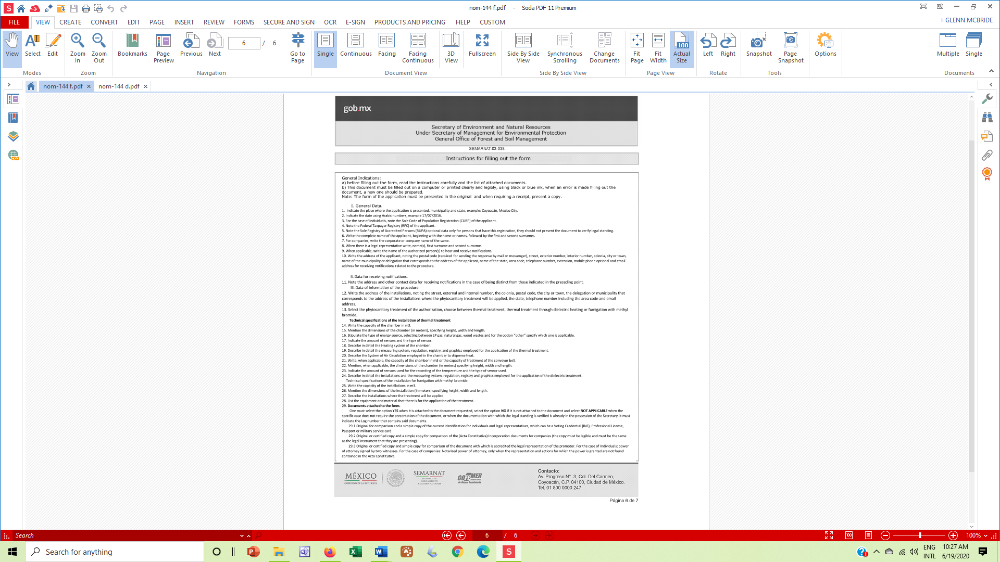 nom-144 f.pdf - Soda PDF 11 Premium
FILE VIEW CREATE CONVERT EDIT PAGE INSERT REVIEW FORMS SECURE AND SIGN OCR E-SIGN PRODUCTS AND PRICING HELP CUSTOM
GLENN MCBRIDE
View Select Edit Zoom In Zoom Out Bookmarks Page Preview Previous Next 6 / 6 Go to Page Single Continuous Facing Facing Continuous 3D View Fullscreen Side By Side View Synchronous Scrolling Change Documents Fit Page Fit Width 100 Actual Size Left Right Snapshot Page Snapshot Options Multiple Single
Modes Zoom Navigation Document View Side By Side View Page View Rotate Tools Documents
nom-144 f.pdf nom-144 d.pdf
gob.mx
Secretary of Environment and Natural Resources
Under Secretary of Management for Environmental Protection
General Office of Forest and Soil Management
SEMARNAT-03-038
Instructions for filling out the form
General Indications:
a) before filling out the form, read the instructions carefully and the list of attached documents.
b) This document must be filled out on a computer or printed clearly and legibly, using black or blue ink, when an error is made filling out the
document, a new one should be prepared.
Note: The form of the application must be presented in the original and when requiring a receipt, present a copy.
I. General Data.
1. Indicate the place where the application is presented, municipality and state, example: Coyoacán, Mexico City.
2. Indicate the date using Arabic numbers, example 17/07/2016.
3. For the case of Individuals, note the Sole Code of Population Registration (CURP) of the applicant.
4. Note the Federal Taxpayer Registry (RFC) of the applicant.
5. Note the Sole Registry of Accredited Persons (RUPA) optional data only for persons that have this registration, they should not present the document to verify legal standing.
6. Write the complete name of the applicant, beginning with the name or names, followed by the first and second surnames.
7. For companies, write the corporate or company name of the same.
8. When there is a legal representative write, name(s), first surname and second surname.
9. When applicable, write the name of the authorized person(s) to hear and receive notifications.
10. Write the address of the applicant, noting the postal code (required for sending the response by mail or messenger), street, exterior number, interior number, colonia, city or town,
name of the municipality or delegation that corresponds to the address of the applicant, name of the state, area code, telephone number, extension, mobile phone optional and email
address for receiving notifications related to the procedure.
II. Data for receiving notifications.
11. Note the address and other contact data for receiving notifications in the case of being distinct from those indicated in the preceding point.
III. Data of information of the procedure.
12. Write the address of the installations, noting the street, external and internal number, the colonia, postal code, the city or town, the delegation or municipality that
corresponds to the address of the installations where the phytosanitary treatment will be applied, the state, telephone number including the area code and email
address.
13. Select the phytosanitary treatment of the authorization, choose between thermal treatment, thermal treatment through dielectric heating or fumigation with methyl
bromide.
Technical specifications of the installation of thermal treatment
14. Write the capacity of the chamber in m3.
15. Mention the dimensions of the chamber (in meters), specifying height, width and length.
16. Stipulate the type of energy source, selecting between LP gas, natural gas, wood wastes and for the option "other" specify which one is applicable.
17. Indicate the amount of sensors and the type of sensor.
18. Describe in detail the Heating system of the chamber.
19. Describe in detail the measuring system, regulation, registry, and graphics employed for the application of the thermal treatment.
20. Describe the System of Air Circulation employed in the chamber to dispense heat.
21. Write, when applicable, the capacity of the chamber in m3 or the capacity of treatment of the conveyor belt.
22. Mention, when applicable, the dimensions of the chamber (in meters) specifying height, width and length.
23. Indicate the amount of sensors used for the recording of the temperature and the type of sensor used.
24. Describe in detail the installations and the measuring system, regulation, registry and graphics employed for the application of the dielectric treatment.
Technical specifications of the installation for fumigation with methyl bromide.
25. Write the capacity of the installations in m3.
26. Mention the dimensions of the installation (in meters) specifying height, width and length.
27. Describe the installations where the treatment will be applied.
28. List the equipment and material that there is for the application of the treatment.
29. Documents attached to the form.
One must select the option YES when it is attached to the document requested, select the option NO if it is not attached to the document and select NOT APPLICABLE when the
specific case does not require the presentation of the document, or when the documentation with which the legal standing is verified is already in the possession of the Secretary, it must
indicate the Log number that contains said documents.
29.1 Original for comparison and a simple copy of the current identification for individuals and legal representatives, which can be a Voting Credential (INE), Professional License,
Passport or military service card.
29.2 Original or certified copy and a simple copy for comparison of the (Acta Constitutiva) Incorporation documents for companies (the copy must be legible and must be the same
as the legal instrument that they are presenting).
29.3 Original or certified copy and simple copy for comparison of the document with which is accredited the legal representation of the promotor. For the case of Individuals; power
of attorney signed by two witnesses. For the case of companies: Notarized power of attorney, only when the representation and actions for which the power is granted are not found
contained in the Acta Constitutiva.
MÉXICO
GOBIERNO DE LA REPÚBLICA
SEMARNAT
SECRETARÍA DE
MEDIO AMBIENTE
Y RECURSOS NATURALES
de Mejora Regulatoria
Contacto:
Av. Progreso N°. 3, Col. Del Carmen,
Coyoacán, C.P. 04100, Ciudad de México.
Tel. 01 800 0000 247
Página 6 de 7
Search 6 / 6 100%
Search for anything
ENG
INTL
10:27 AM
6/19/2020